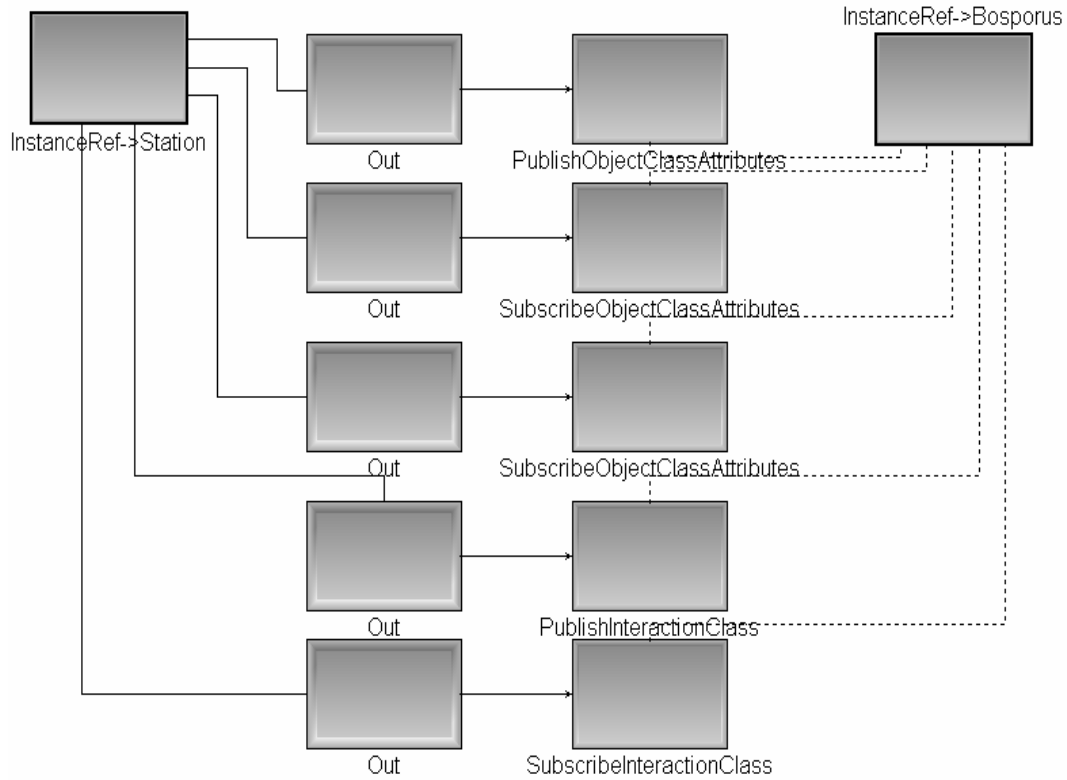 InstanceRef->Bosporus
InstanceRef->Station
Out
PublishObjectClassAttributes
Out
SubscribeObjectClassAttributes
Out
SubscribeObjectClassAttributes
Out
PublishInteractionClass
Out
SubscribeInteractionClass